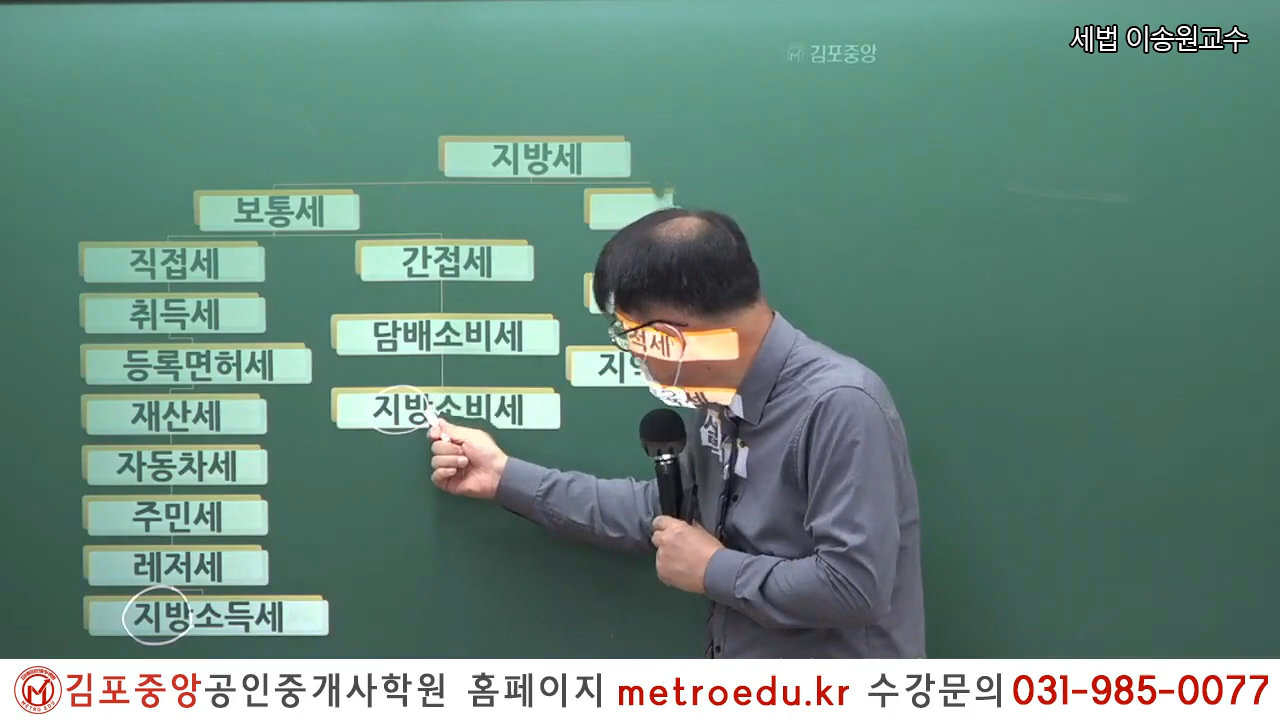 세법 이송원교수
김포중앙
지방세
보통세
직접세
간접세
취득세
담배소비세
등록면허세
재산세
지방소비세
자동차세
주민세
레저세
지방소득세
METRO EDU
김포중앙공인중개사학원 홈페이지 metroedu.kr 수강문의 031-985-0077